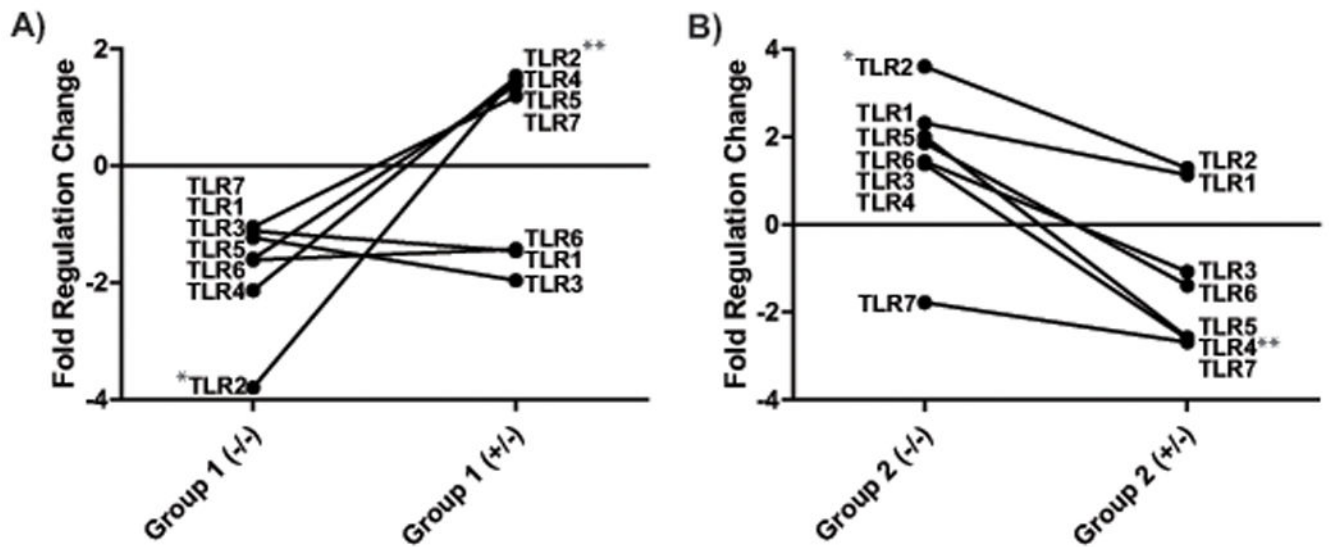 A)
Fold Regulation Change
2
0
-2
-4
TLR7
TLR1
TLR3
TLR5
TLR6
TLR4
*TLR2
TLR2**
TLR4
TLR5
TLR7
TLR6
TLR1
TLR3
Group 1 (-/-)
Group 1 (+/-)
B)
Fold Regulation Change
4
2
0
-2
-4
*TLR2
TLR1
TLR5
TLR6
TLR3
TLR4
TLR7
TLR2
TLR1
TLR3
TLR6
TLR5
TLR4**
TLR7
Group 2 (-/-)
Group 2 (+/-)